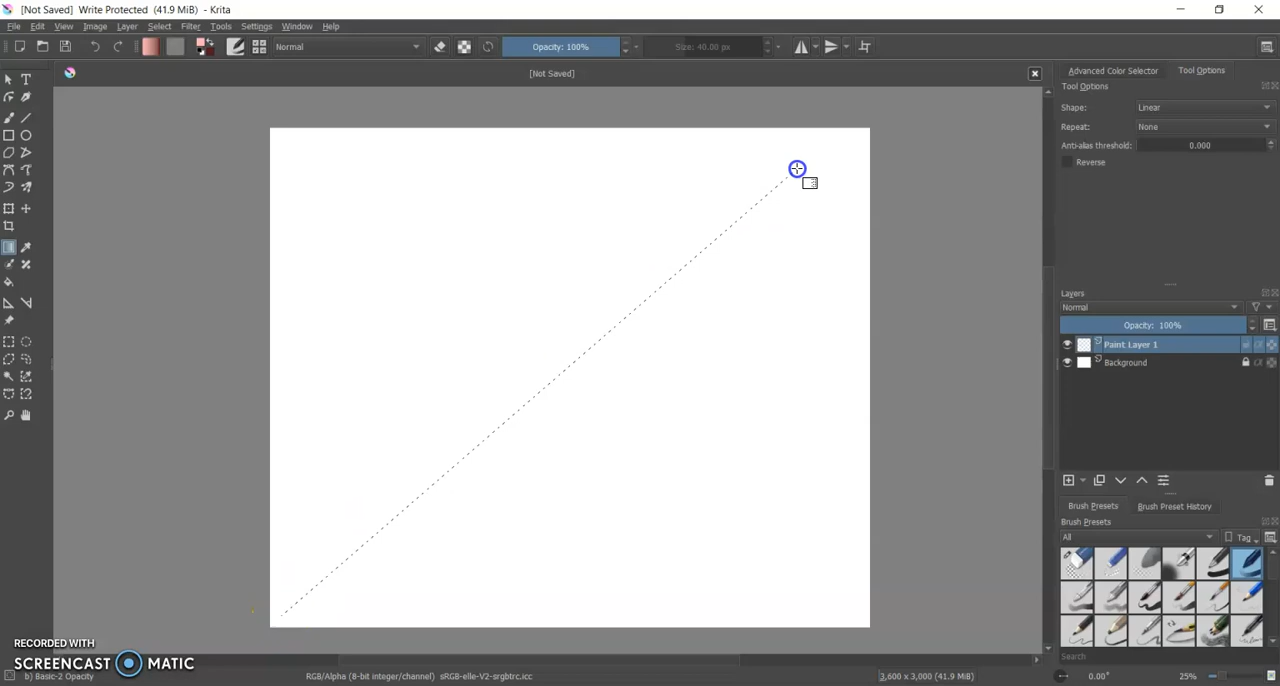 [Not Saved]  Write Protected  (41.9 MiB)  - Krita
File Edit View Image Layer Select Filter Tools Settings Window Help
Normal Opacity: 100% Size: 40.00 px
[Not Saved]
Advanced Color Selector Tool Options
Tool Options
Shape: Linear
Repeat: None
Anti-alias threshold: 0.000
Reverse
Layers
Normal
Opacity:  100%
Paint Layer 1
Background
Brush Presets Brush Preset History
Brush Presets
All Tag
Search
RECORDED WITH
SCREENCAST MATIC
b) Basic-2 Opacity RGB/Alpha (8-bit integer/channel)  sRGB-elle-V2-srgbtrc.icc 3,600 x 3,000 (41.9 MiB) 0.00° 25%